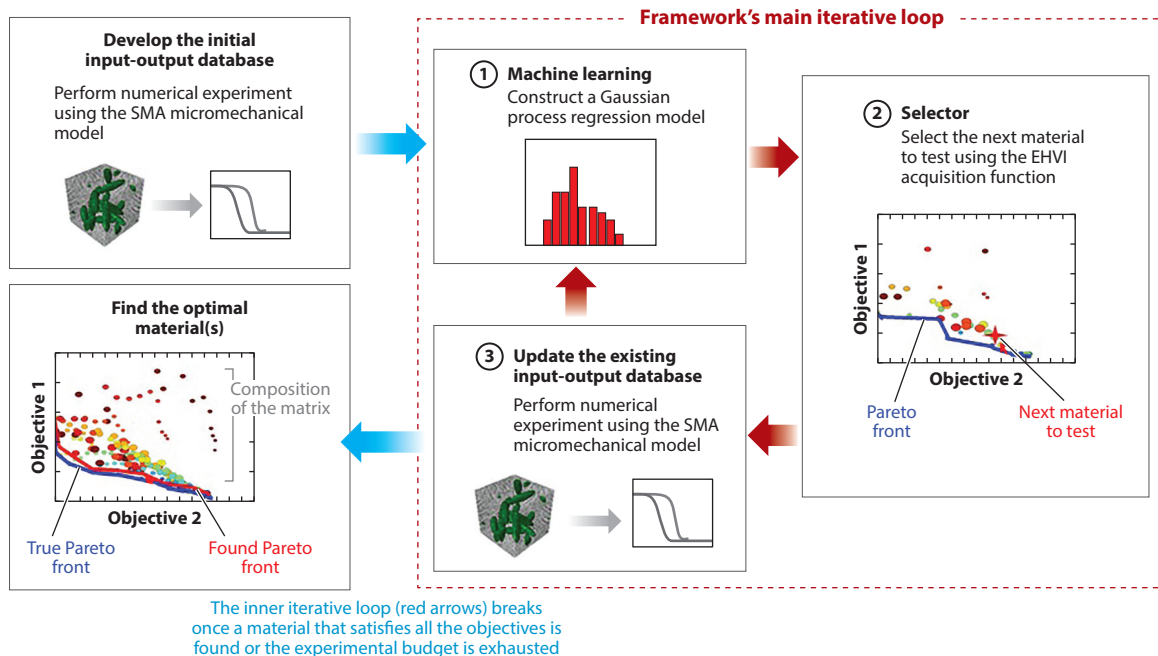 Framework's main iterative loop
Develop the initial
input-output database
Perform numerical experiment
using the SMA micromechanical
model
1 Machine learning
Construct a Gaussian
process regression model
2 Selector
Select the next material
to test using the EHVI
acquisition function
Objective 1
Objective 2
Pareto
front
Next material
to test
3 Update the existing
input-output database
Perform numerical
experiment using the SMA
micromechanical model
Find the optimal
material(s)
Composition
of the matrix
Objective 1
Objective 2
True Pareto
front
Found Pareto
front
The inner iterative loop (red arrows) breaks
once a material that satisfies all the objectives is
found or the experimental budget is exhausted